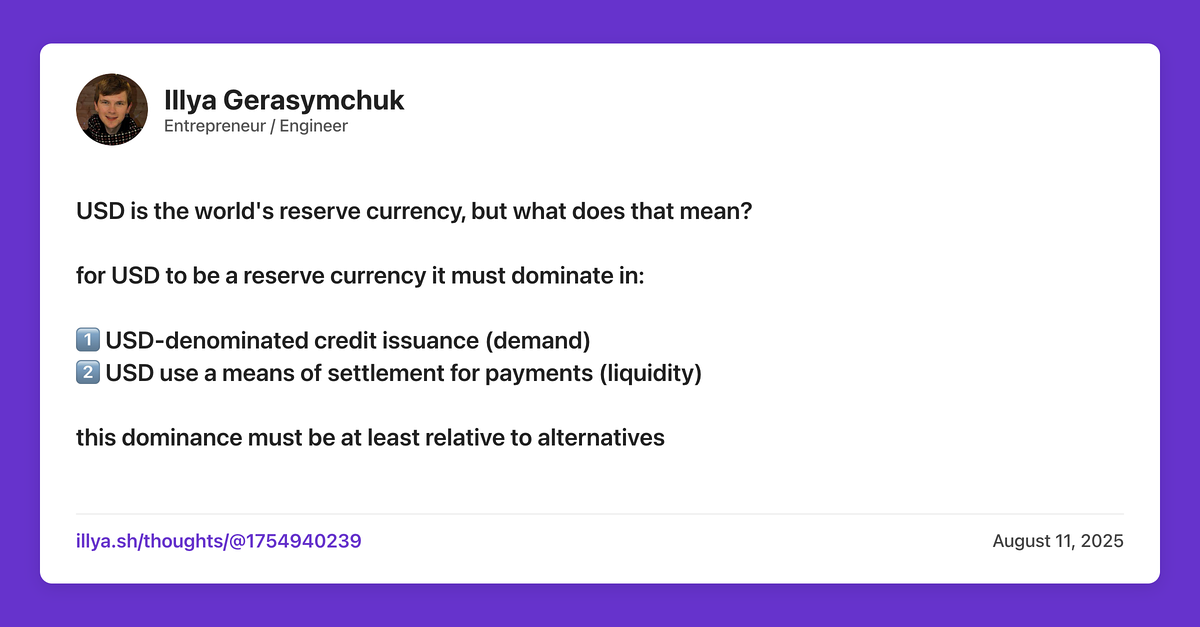 Illya Gerasymchuk
Entrepreneur / Engineer
USD is the world's reserve currency, but what does that mean?
for USD to be a reserve currency it must dominate in:
1️⃣ USD-denominated credit issuance (demand)
2️⃣ USD use a means of settlement for payments (liquidity)
this dominance must be at least relative to alternatives
illya.sh/thoughts/@1754940239
August 11, 2025